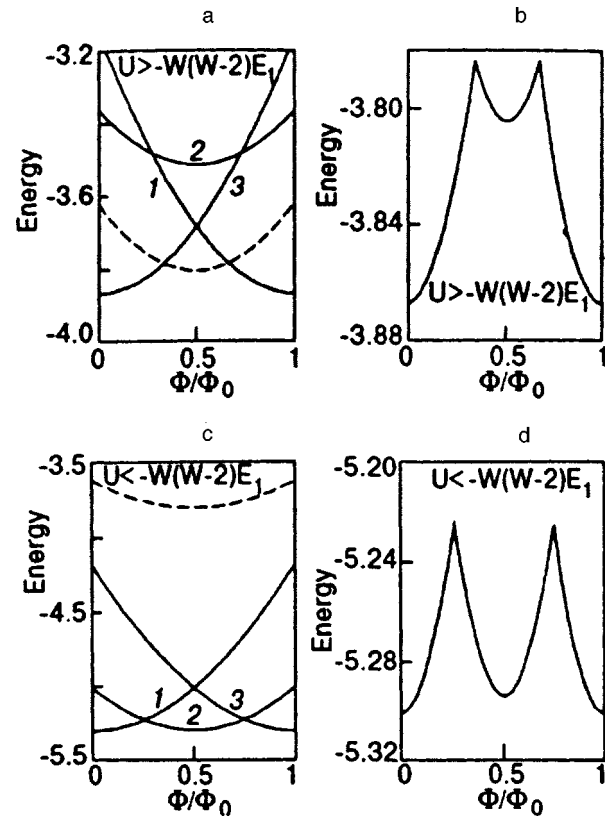 a
U>-W(W-2)E1
-3.2
-3.6
-4.0
Energy
1
2
3
0
0.5
1
Φ/Φ0
b
-3.80
-3.84
-3.88
Energy
U>-W(W-2)E1
0
0.5
1
Φ/Φ0
c
U<-W(W-2)E1
-3.5
-4.5
-5.5
Energy
1
2
3
0
0.5
1
Φ/Φ0
d
U<-W(W-2)E1
-5.20
-5.24
-5.28
-5.32
Energy
0
0.5
1
Φ/Φ0